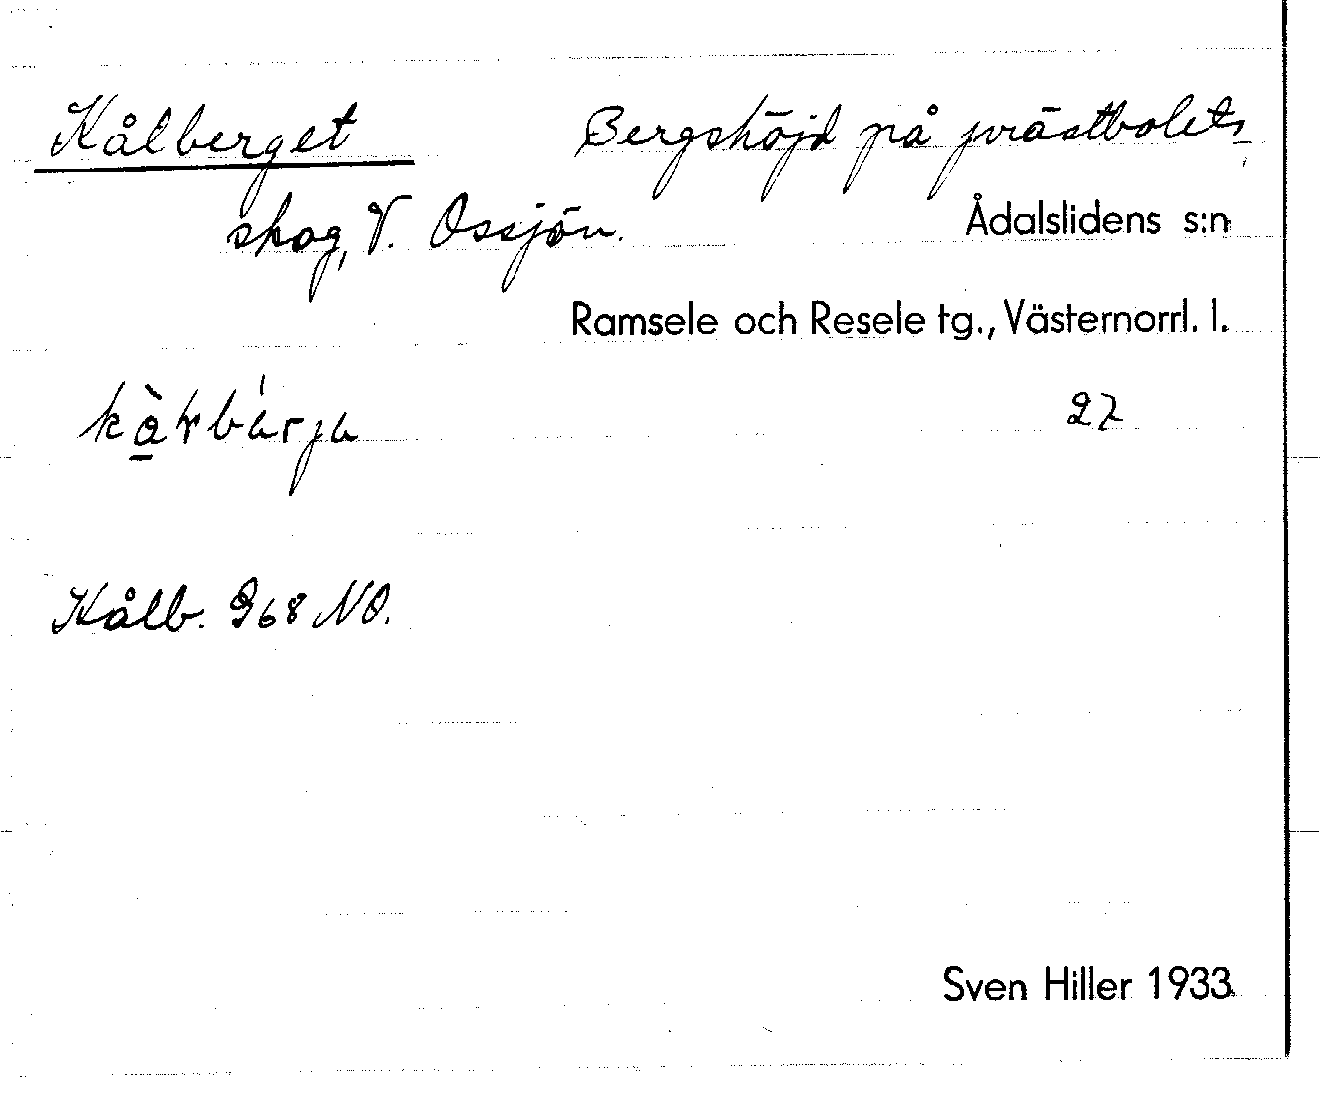 Kålberget Bergshöjd på prästbolets
skog, V. Ossjön. Ådalslidens s:n
Ramsele och Resele tg., Västernorrl. l.
27
Kålb. 968 NO.
Sven Hiller 1933